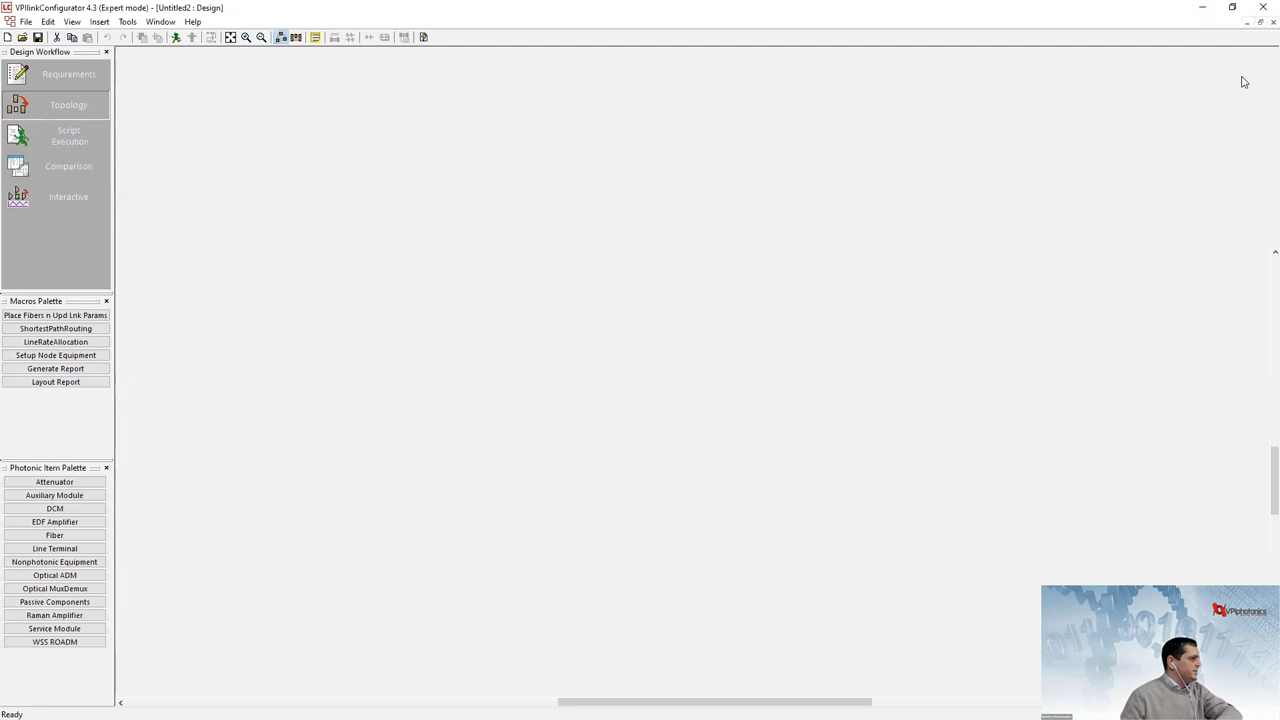 LC VPIlinkConfigurator 4.3 (Expert mode) - [Untitled2 : Design]
File Edit View Insert Tools Window Help
Design Workflow
Requirements
Topology
Script
Execution
Comparison
Interactive
Macros Palette
Place Fibers n Upd Lnk Params
ShortestPathRouting
LineRateAllocation
Setup Node Equipment
Generate Report
Layout Report
Photonic Item Palette
Attenuator
Auxiliary Module
DCM
EDF Amplifier
Fiber
Line Terminal
Nonphotonic Equipment
Optical ADM
Optical MuxDemux
Passive Components
Raman Amplifier
Service Module
WSS ROADM
VPIphotonics
Ready